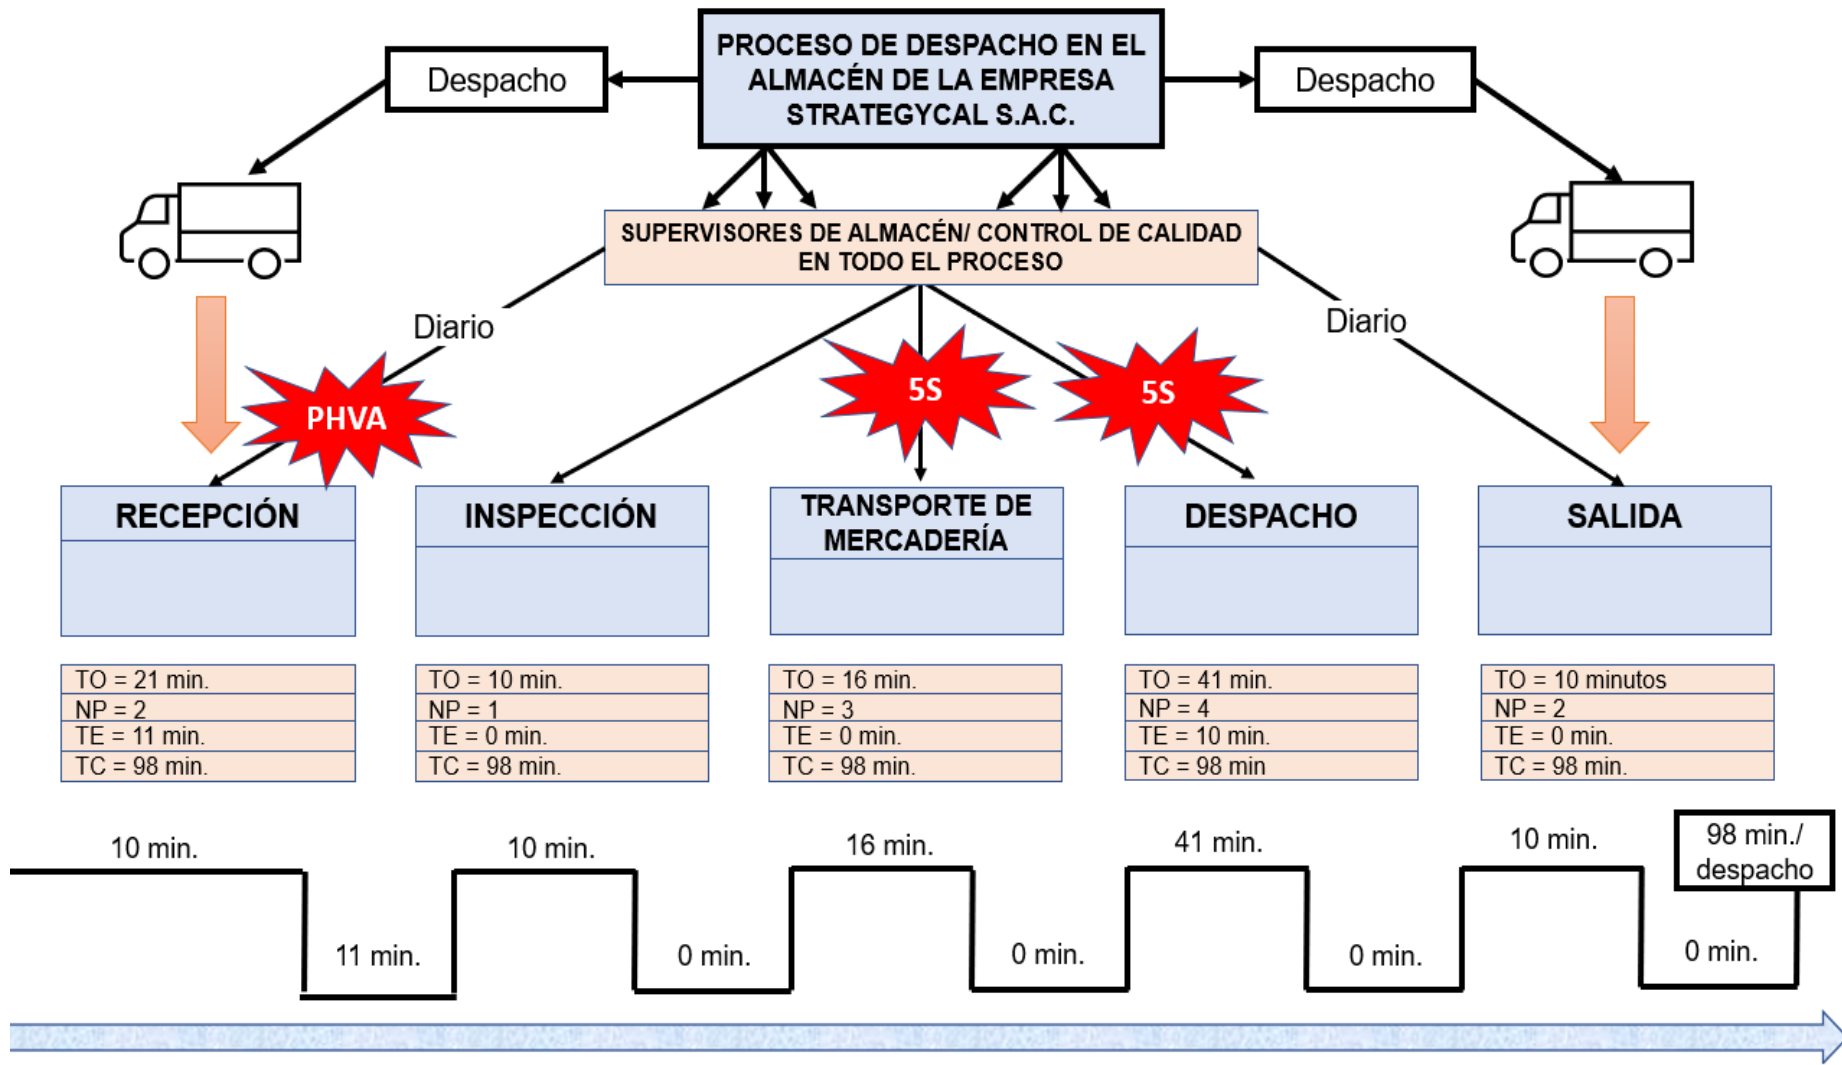 PROCESO DE DESPACHO EN EL
ALMACÉN DE LA EMPRESA
STRATEGYCAL S.A.C.
Despacho
Despacho
SUPERVISORES DE ALMACÉN/ CONTROL DE CALIDAD
EN TODO EL PROCESO
Diario
Diario
PHVA
5S
5S
RECEPCIÓN
INSPECCIÓN
TRANSPORTE DE
MERCADERÍA
DESPACHO
SALIDA
TO = 21 min.
NP = 2
TE = 11 min.
TC = 98 min.
TO = 10 min.
NP = 1
TE = 0 min.
TC = 98 min.
TO = 16 min.
NP = 3
TE = 0 min.
TC = 98 min.
TO = 41 min.
NP = 4
TE = 10 min.
TC = 98 min
TO = 10 minutos
NP = 2
TE = 0 min.
TC = 98 min.
10 min.
11 min.
10 min.
0 min.
16 min.
0 min.
41 min.
0 min.
10 min.
0 min.
98 min./
despacho